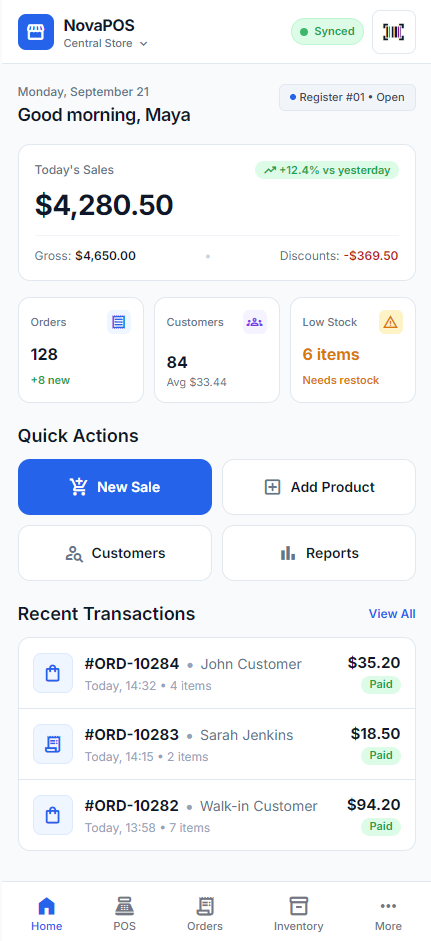 NovaPOS
Central Store
Synced
Monday, September 21
Good morning, Maya
Register #01 • Open
Today's Sales
+12.4% vs yesterday
$4,280.50
Gross: $4,650.00 • Discounts: -$369.50
Orders
128
+8 new
Customers
84
Avg $33.44
Low Stock
6 items
Needs restock
Quick Actions
New Sale
Add Product
Customers
Reports
Recent Transactions
View All
#ORD-10284 • John Customer
$35.20
Today, 14:32 • 4 items
Paid
#ORD-10283 • Sarah Jenkins
$18.50
Today, 14:15 • 2 items
Paid
#ORD-10282 • Walk-in Customer
$94.20
Today, 13:58 • 7 items
Paid
Home
POS
Orders
Inventory
More